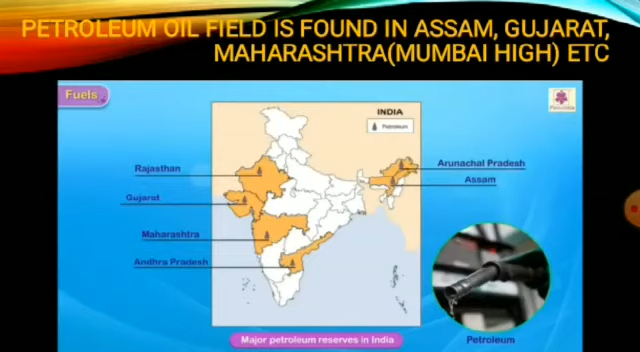 PETROLEUM OIL FIELD IS FOUND IN ASSAM, GUJARAT,
MAHARASHTRA(MUMBAI HIGH) ETC
Fuels
INDIA
Petroleum
Rajasthan
Arunachal Pradesh
Assam
Gujarat
Maharashtra
Andhra Pradesh
Major petroleum reserves in India
Petroleum